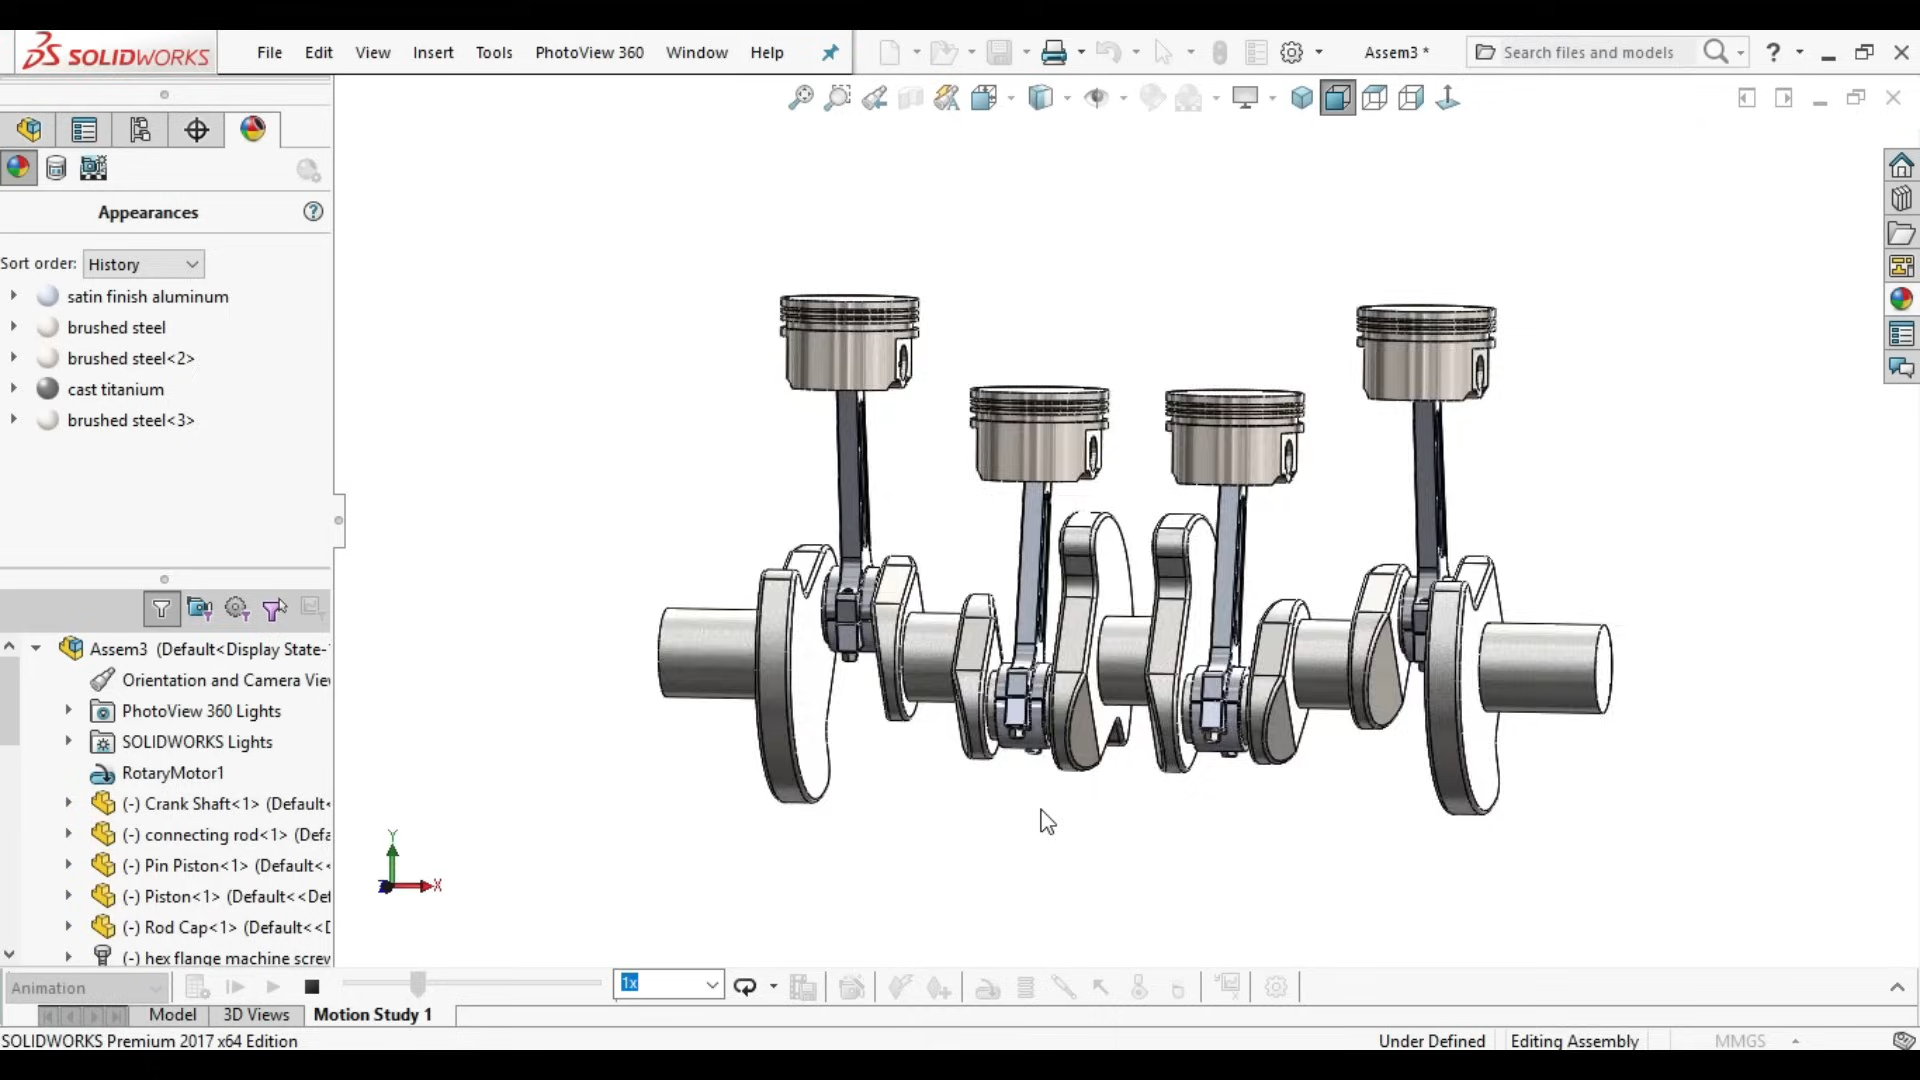 SOLIDWORKS File Edit View Insert Tools PhotoView 360 Window Help Assem3 * Search files and models ?
Appearances
Sort order: History
satin finish aluminum
brushed steel
brushed steel<2>
cast titanium
brushed steel<3>
Assem3 (Default<Display State-
Orientation and Camera Vie
PhotoView 360 Lights
SOLIDWORKS Lights
RotaryMotor1
(-) Crank Shaft<1> (Default<
(-) connecting rod<1> (Defa
(-) Pin Piston<1> (Default<<
(-) Piston<1> (Default<<Def
(-) Rod Cap<1> (Default<<D
(-) hex flange machine screw
Y
Z X
Animation 1x
Model 3D Views Motion Study 1
SOLIDWORKS Premium 2017 x64 Edition Under Defined Editing Assembly MMGS